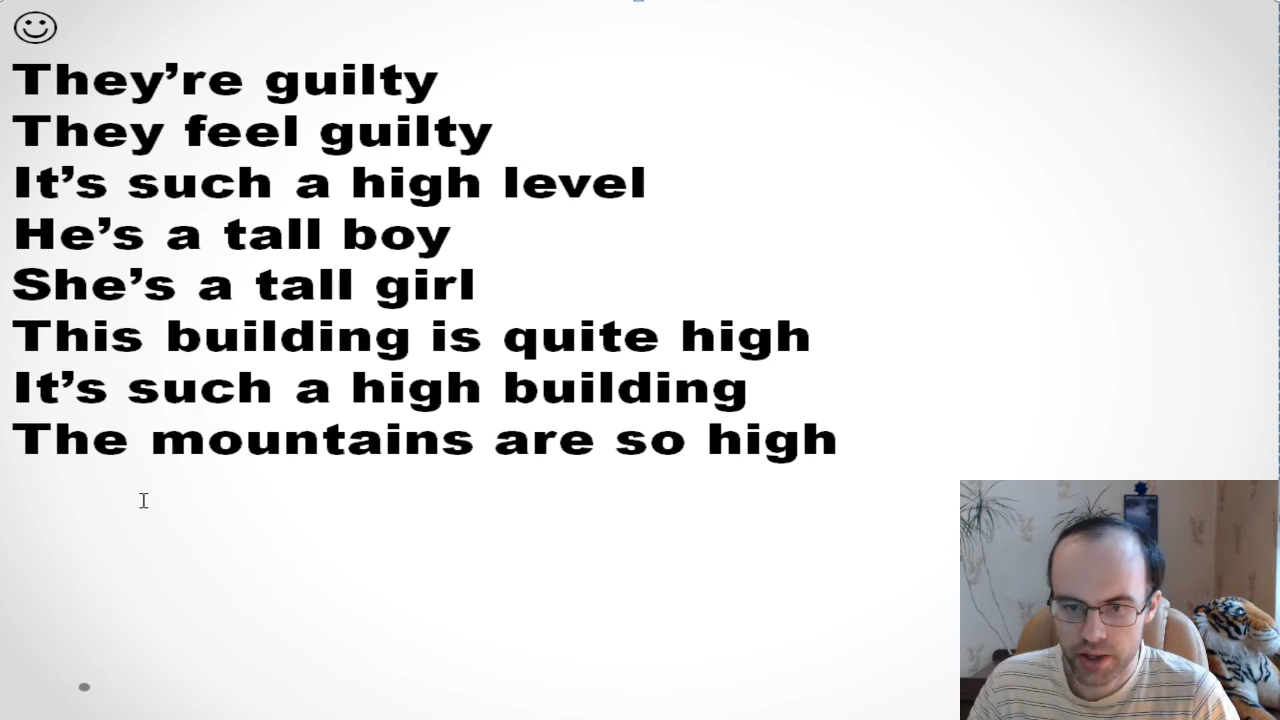 They’re guilty
They feel guilty
It’s such a high level
He’s a tall boy
She’s a tall girl
This building is quite high
It’s such a high building
The mountains are so high